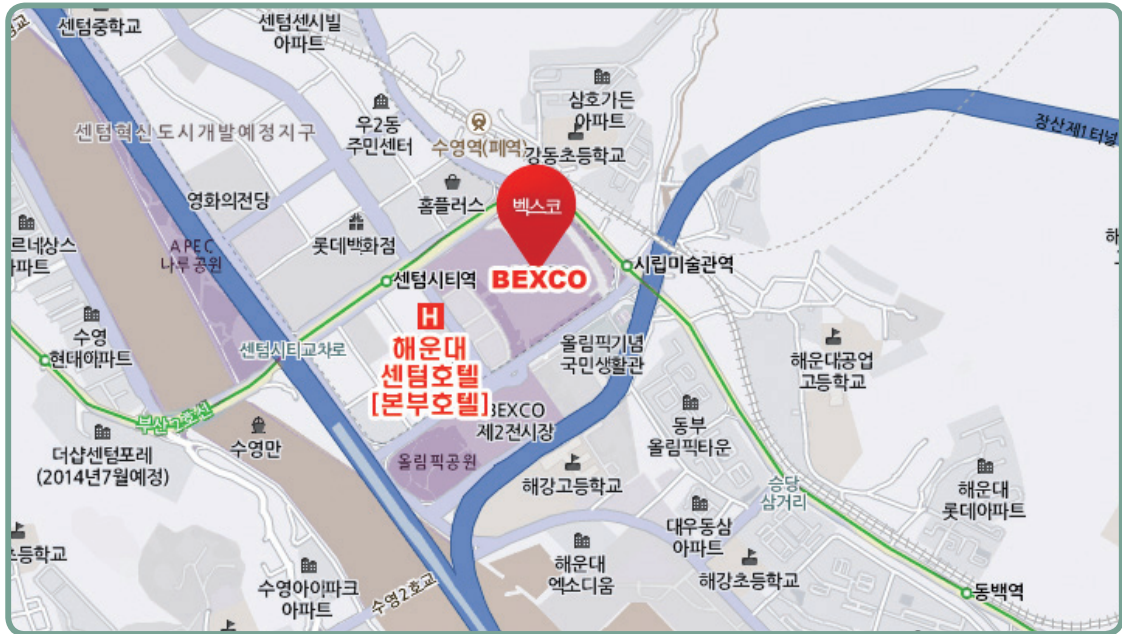 센텀중학교
센텀센시빌
아파트
삼호가든
아파트
장산제1터널
센텀혁신도시개발예정지구
우2동
주민센터
수영역(폐역)
강동초등학교
영화의전당
홈플러스
벡스코
르네상스
파트
APEC
나루공원
롯데백화점
시립미술관역
센텀시티역
BEXCO
H
해운대
센텀호텔
[본부호텔]
수영
현대아파트
센텀시티교차로
올림픽기념
국민생활관
해운대공업
고등학교
부산2호선
수영만
BEXCO
제2전시장
동부
올림픽타운
더샵센텀포레
(2014년7월예정)
올림픽공원
해강고등학교
승당
삼거리
해운대
롯데아파트
초등학교
대우동삼
아파트
해운대
엑소디움
해강초등학교
수영아이파크
아파트
수영2호교
동백역